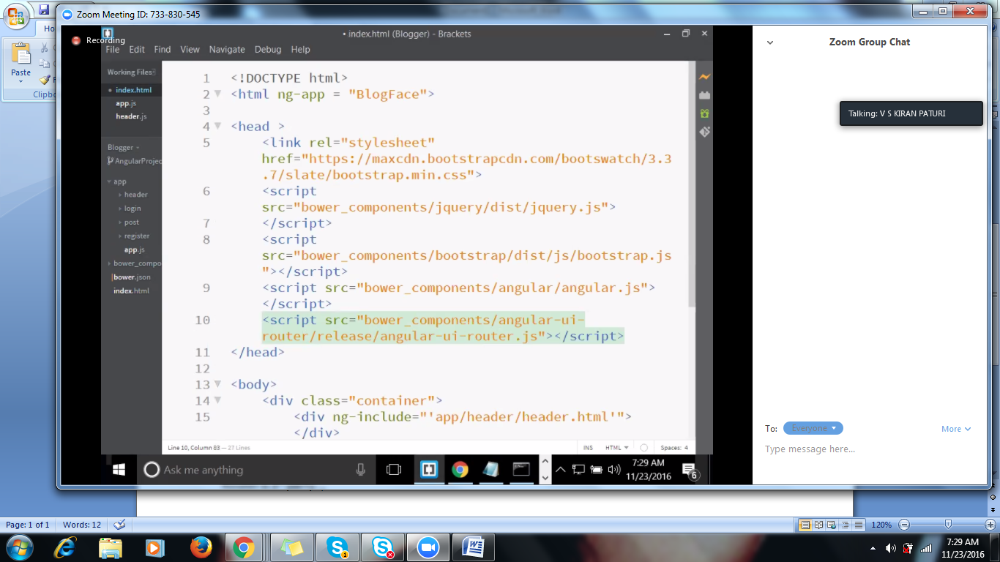 Zoom Meeting ID: 733-830-545
Recording
• index.html (Blogger) - Brackets
File Edit Find View Navigate Debug Help
Working Files
index.html
app.js
header.js
Blogger
AngularProjec
app
header
login
post
register
app.js
bower_compo
bower.json
index.html
1 <!DOCTYPE html>
2 <html ng-app = "BlogFace">
3
4 <head >
5 <link rel="stylesheet"
href="https://maxcdn.bootstrapcdn.com/bootswatch/3.3
.7/slate/bootstrap.min.css">
6 <script
src="bower_components/jquery/dist/jquery.js">
7 </script>
8 <script
src="bower_components/bootstrap/dist/js/bootstrap.js
"></script>
9 <script src="bower_components/angular/angular.js">
</script>
10 <script src="bower_components/angular-ui-
router/release/angular-ui-router.js"></script>
11 </head>
12
13 <body>
14 <div class="container">
15 <div ng-include="'app/header/header.html'">
</div>
Line 10, Column 83 — 27 Lines
INS HTML Spaces: 4
Ask me anything
7:29 AM
11/23/2016
6
Zoom Group Chat
Talking: V S KIRAN PATURI
To: Everyone
More
Type message here...
Paste
Page: 1 of 1 Words: 12
120%
1
7:29 AM
11/23/2016